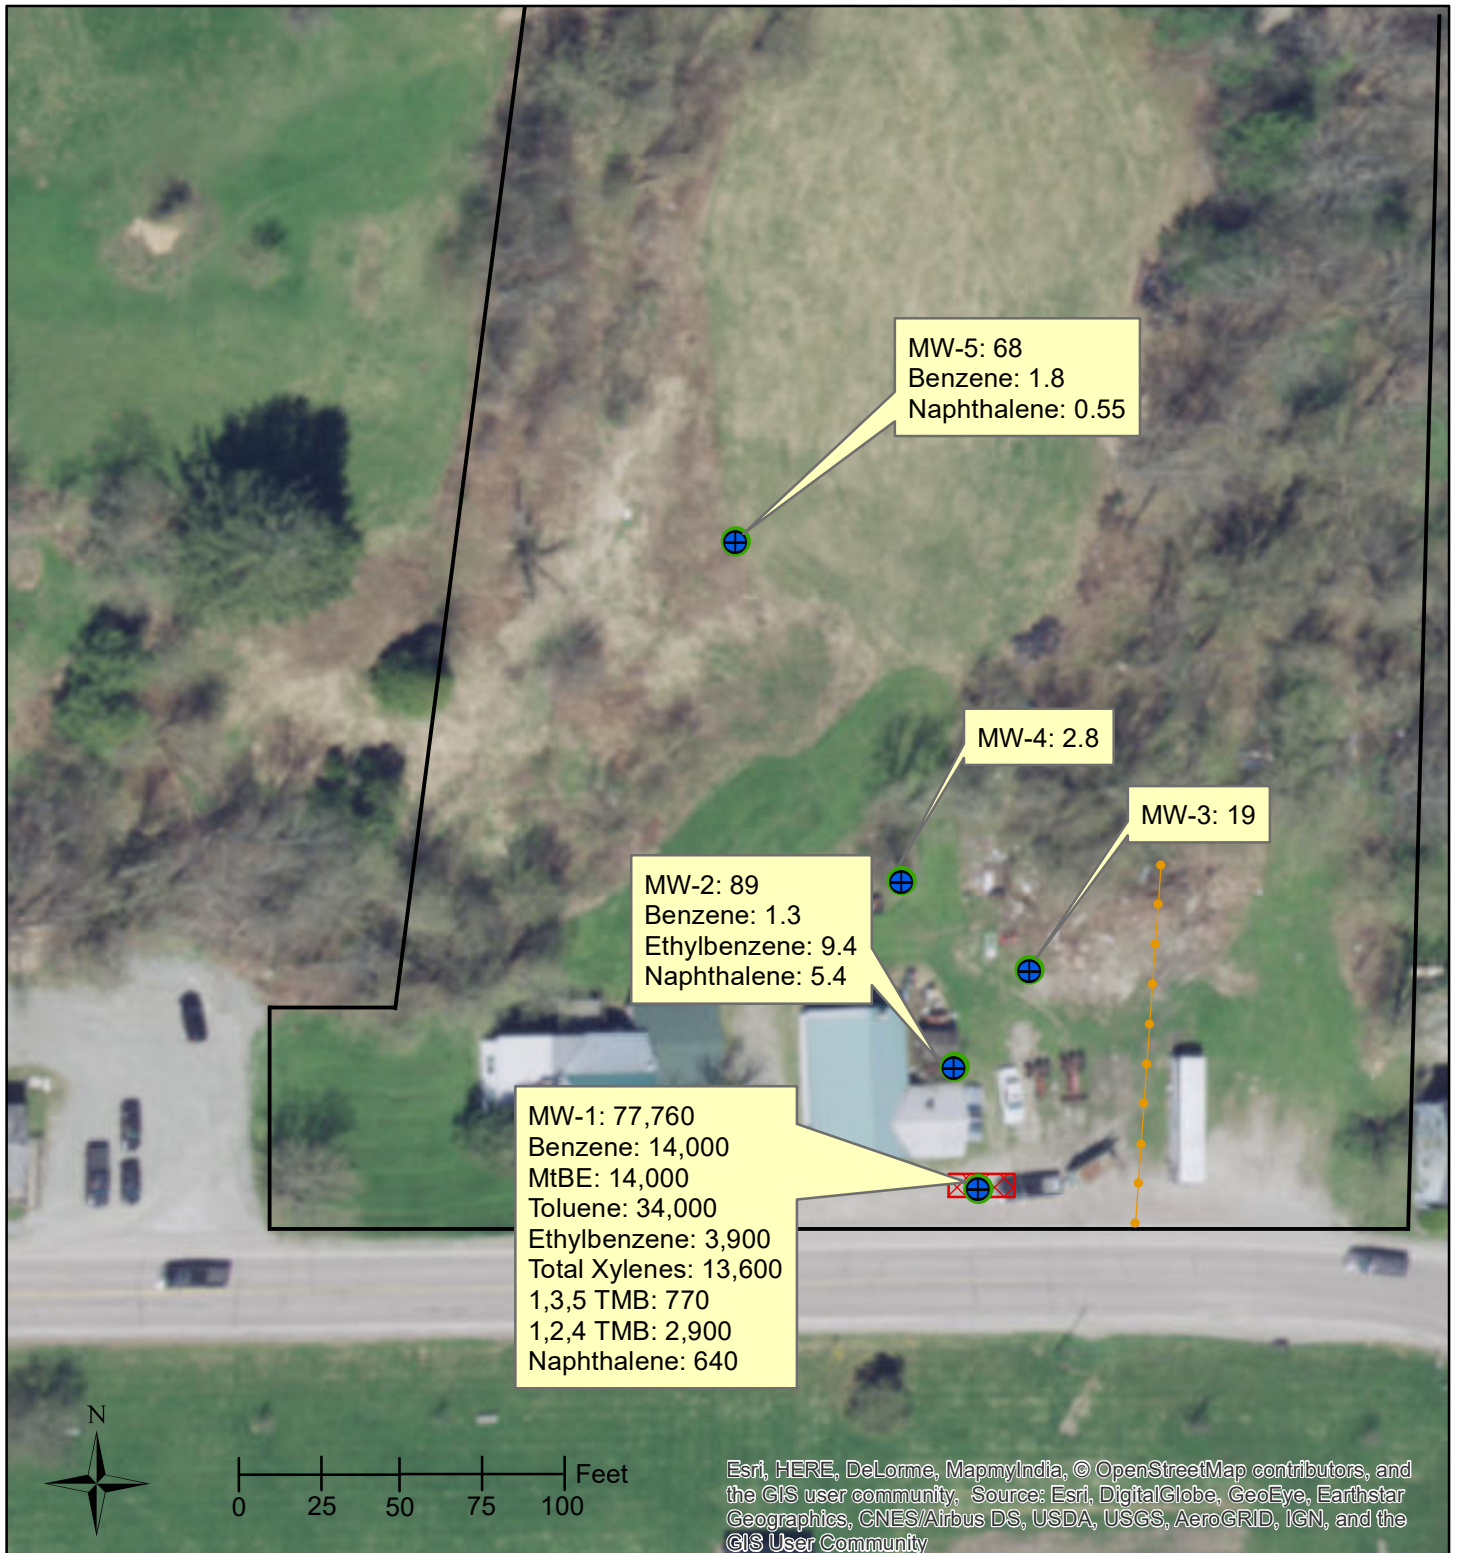 MW-5: 68
Benzene: 1.8
Naphthalene: 0.55
MW-4: 2.8
MW-3: 19
MW-2: 89
Benzene: 1.3
Ethylbenzene: 9.4
Naphthalene: 5.4
MW-1: 77,760
Benzene: 14,000
MtBE: 14,000
Toluene: 34,000
Ethylbenzene: 3,900
Total Xylenes: 13,600
1,3,5 TMB: 770
1,2,4 TMB: 2,900
Naphthalene: 640
N
Feet
0 25 50 75 100
Esri, HERE, DeLorme, MapmyIndia, © OpenStreetMap contributors, and
the GIS user community, Source: Esri, DigitalGlobe, GeoEye, Earthstar
Geographics, CNES/Airbus DS, USDA, USGS, AeroGRID, IGN, and the
GIS User Community